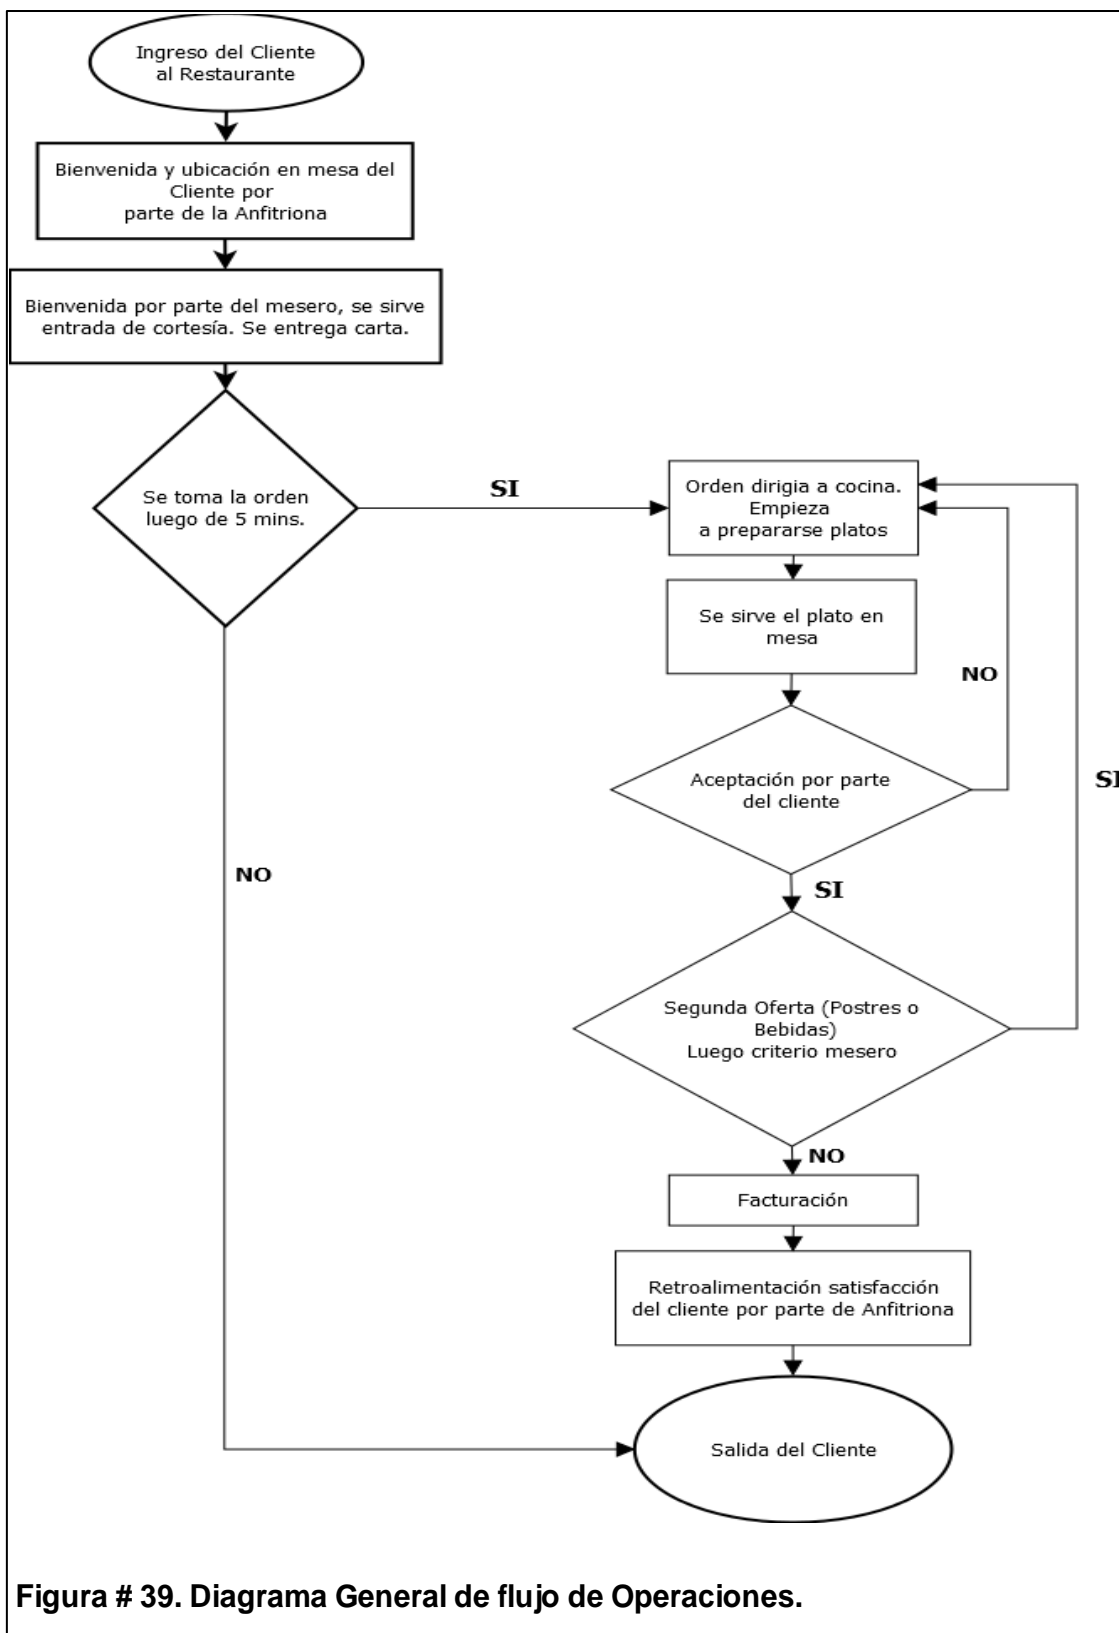 Ingreso del Cliente
al Restaurante
Bienvenida y ubicación en mesa del
Cliente por
parte de la Anfitriona
Bienvenida por parte del mesero, se sirve
entrada de cortesía. Se entrega carta.
Se toma la orden
luego de 5 mins.
SI
Orden dirigia a cocina.
Empieza
a prepararse platos
Se sirve el plato en
mesa
NO
Aceptación por parte
del cliente
SI
NO
SI
Segunda Oferta (Postres o
Bebidas)
Luego criterio mesero
NO
Facturación
Retroalimentación satisfacción
del cliente por parte de Anfitriona
Salida del Cliente
Figura # 39. Diagrama General de flujo de Operaciones.